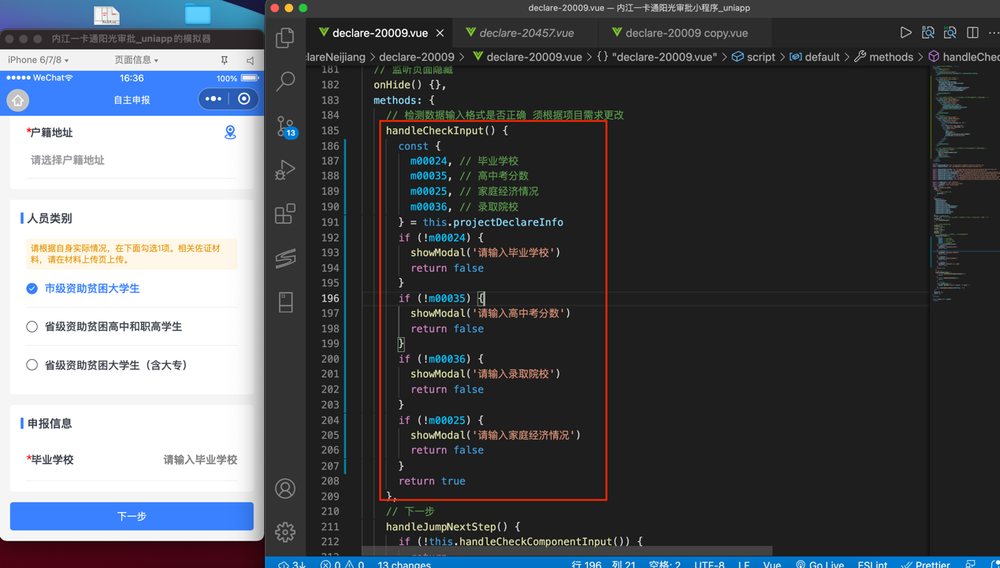 XLSX
内江一卡通阳光审批_uniapp的模拟器
iPhone 6/7/8
页面信息
WeChat
16:36
100%
自主申报
*户籍地址
请选择户籍地址
人员类别
请根据自身实际情况，在下面勾选1项。相关佐证材
料，请在材料上传页上传。
市级资助贫困大学生
省级资助贫困高中和职高学生
省级资助贫困大学生（含大专）
申报信息
*毕业学校
请输入毕业学校
下一步
declare-20009.vue — 内江一卡通阳光审批小程序_uniapp
declare-20009.vue
declare-20457.vue
declare-20009 copy.vue
clareNeijiang > declare-20009 > declare-20009.vue > {} "declare-20009.vue" > script > default > methods > handleChec
13
181 // 监听页面隐藏
182 onHide() {},
183 methods: {
184 // 检测数据输入格式是否正确 须根据项目需求更改
185 handleCheckInput() {
186 const {
187 m00024, // 毕业学校
188 m00035, // 高中考分数
189 m00025, // 家庭经济情况
190 m00036, // 录取院校
191 } = this.projectDeclareInfo
192 if (!m00024) {
193 showModal('请输入毕业学校')
194 return false
195 }
196 if (!m00035) {
197 showModal('请输入高中考分数')
198 return false
199 }
200 if (!m00036) {
201 showModal('请输入录取院校')
202 return false
203 }
204 if (!m00025) {
205 showModal('请输入家庭经济情况')
206 return false
207 }
208 return true
209 },
210 // 下一步
211 handleJumpNextStep() {
212 if (!this.handleCheckComponentInput()) {
213 return
3↓
0
0
13 changes
行 196，列 21
空格: 2
UTF-8
LF
Vue
Go Live
ESLint
Prettier